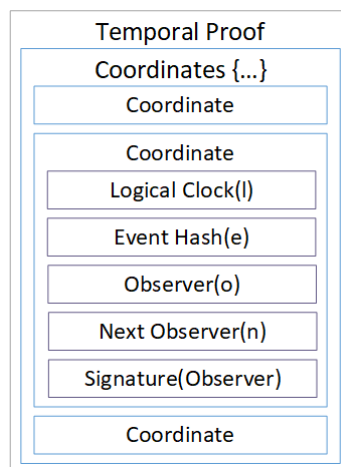 Temporal Proof
Coordinates {...}
Coordinate
Coordinate
Logical Clock(l)
Event Hash(e)
Observer(o)
Next Observer(n)
Signature(Observer)
Coordinate